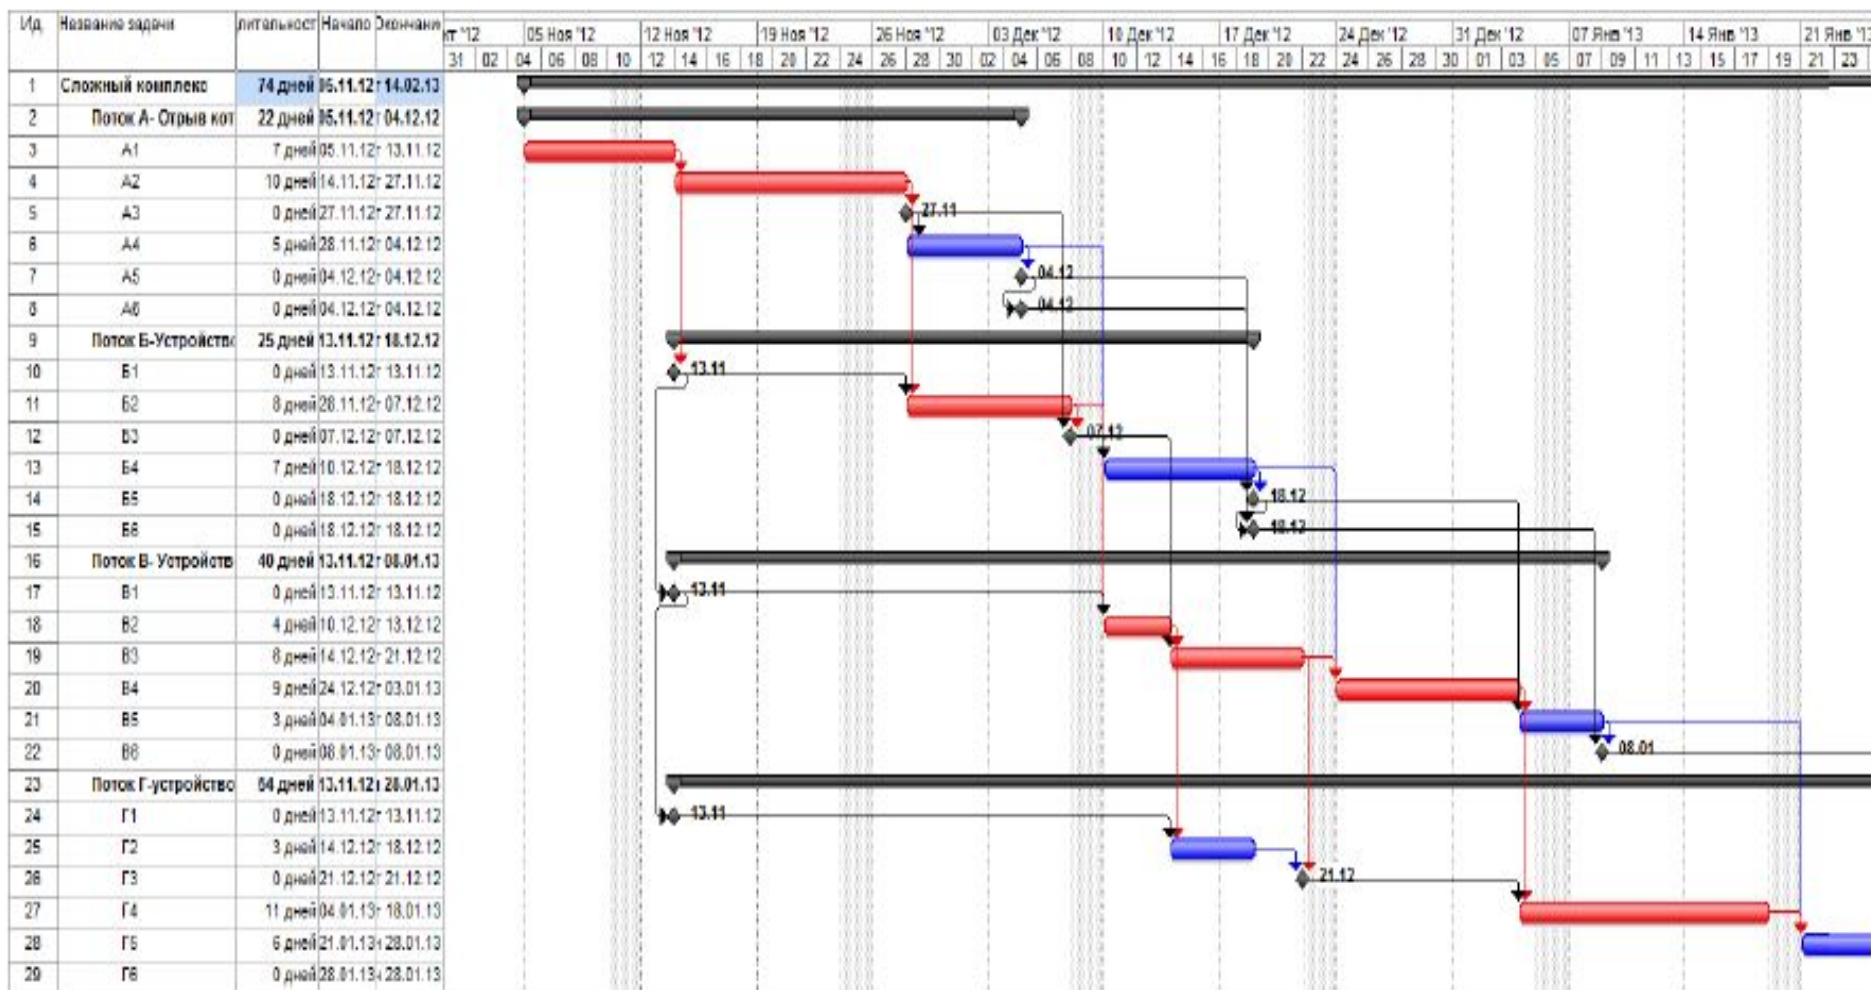 Ид. Название задачи длительност Начало Окончани
кт '12 05 Ноя '12 12 Ноя '12 19 Ноя '12 26 Ноя '12 03 Дек '12 10 Дек '12 17 Дек '12 24 Дек '12 31 Дек '12 07 Янв '13 14 Янв '13 21 Янв '13
31 02 04 06 08 10 12 14 16 18 20 22 24 26 28 30 02 04 06 08 10 12 14 16 18 20 22 24 26 28 30 01 03 05 07 09 11 13 15 17 19 21 23
1 Сложный комплекс 74 дней 05.11.12 14.02.13
2 Поток А- Отрыв кот 22 дней 05.11.12 04.12.12
3 А1 7 дней 05.11.12 13.11.12
4 А2 10 дней 14.11.12 27.11.12
5 А3 0 дней 27.11.12 27.11.12 27.11
6 А4 5 дней 28.11.12 04.12.12
7 А5 0 дней 04.12.12 04.12.12 04.12
8 А6 0 дней 04.12.12 04.12.12 04.12
9 Поток Б-Устройств 25 дней 13.11.12 18.12.12
10 Б1 0 дней 13.11.12 13.11.12 13.11
11 Б2 8 дней 28.11.12 07.12.12
12 0 дней 07.12.12 07.12.12 07.12
13 Б4 7 дней 10.12.12 18.12.12
14 Б5 0 дней 18.12.12 18.12.12 18.12
15 Б6 0 дней 18.12.12 18.12.12 18.12
16 Поток В- Устройств 40 дней 13.11.12 08.01.13
17 В1 0 дней 13.11.12 13.11.12 13.11
18 В2 4 дней 10.12.12 13.12.12
19 В3 6 дней 14.12.12 21.12.12
20 В4 9 дней 24.12.12 03.01.13
21 В5 3 дней 04.01.13 08.01.13
22 В6 0 дней 08.01.13 08.01.13 08.01
23 Поток Г-устройство 54 дней 13.11.12 28.01.13
24 Г1 0 дней 13.11.12 13.11.12 13.11
25 Г2 3 дней 14.12.12 18.12.12
26 Г3 0 дней 21.12.12 21.12.12 21.12
27 Г4 11 дней 04.01.13 18.01.13
28 Г5 6 дней 21.01.13 28.01.13
29 Г6 0 дней 28.01.13 28.01.13